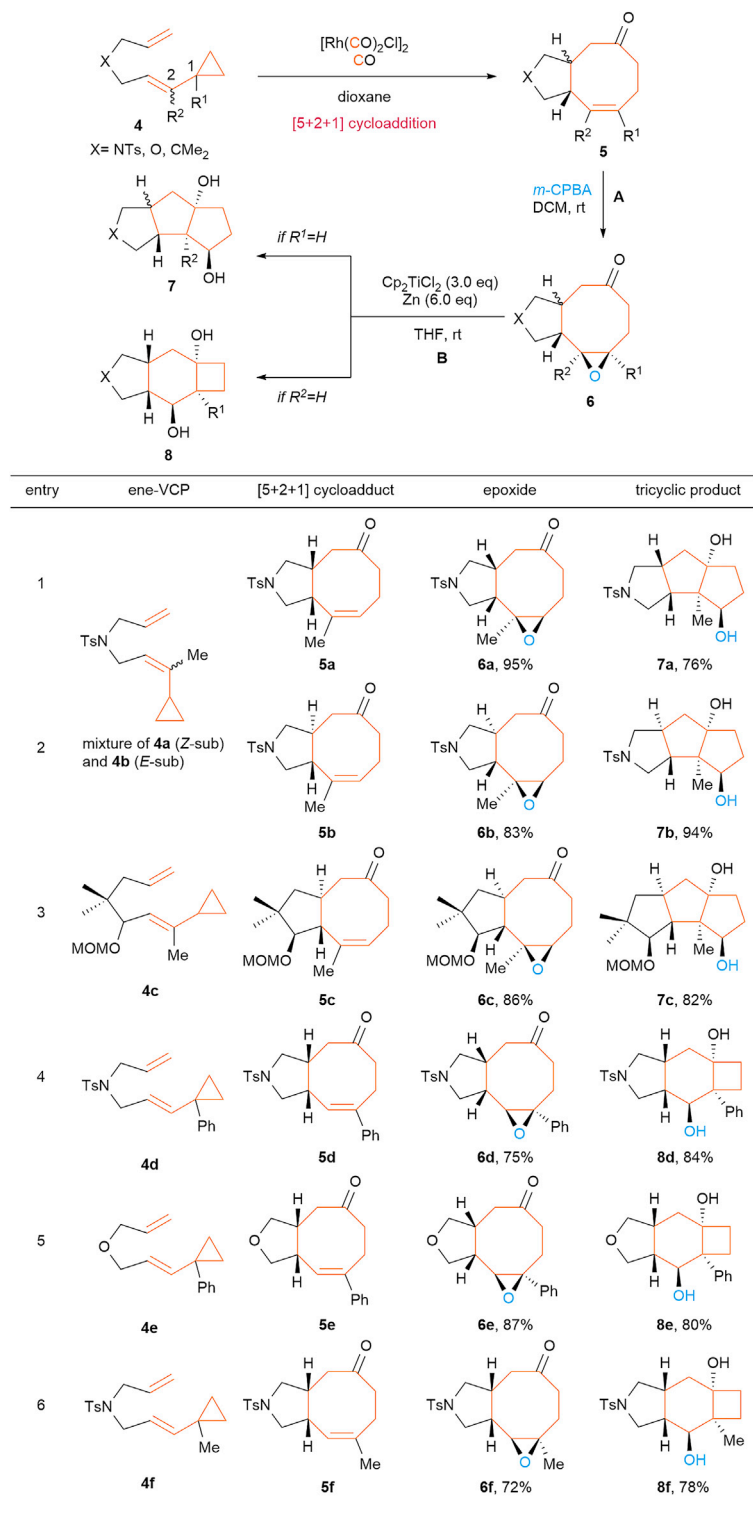 [Rh(CO)2Cl]2
CO
dioxane
[5+2+1] cycloaddition
X
1
2
R1
R2
4
X= NTs, O, CMe2
H
O
X
H
R2
R1
5
m-CPBA
DCM, rt
A
H
OH
X
H
R2
OH
7
if R1=H
Cp2TiCl2 (3.0 eq)
Zn (6.0 eq)
THF, rt
B
H
O
X
H
R2
O
R1
6
H
OH
X
H
R1
OH
8
if R2=H
entry ene-VCP [5+2+1] cycloadduct epoxide tricyclic product
1
TsN
Me
mixture of 4a (Z-sub)
and 4b (E-sub)
H
O
TsN
H
Me
5a
H
O
TsN
H
Me
O
6a, 95%
H
OH
TsN
H
Me
OH
7a, 76%
2
H
O
TsN
H
Me
5b
H
O
TsN
H
Me
O
6b, 83%
H
OH
TsN
H
Me
OH
7b, 94%
3
MOMO
Me
4c
H
O
H
MOMO
Me
5c
H
O
H
MOMO
Me
O
6c, 86%
H
OH
H
Me
MOMO
OH
7c, 82%
4
TsN
Ph
4d
H
O
TsN
H
Ph
5d
H
O
TsN
H
O
Ph
6d, 75%
H
OH
TsN
H
Ph
OH
8d, 84%
5
O
Ph
4e
H
O
O
H
Ph
5e
H
O
O
H
O
Ph
6e, 87%
H
OH
O
H
Ph
OH
8e, 80%
6
TsN
Me
4f
H
O
TsN
H
Me
5f
H
O
TsN
H
O
Me
6f, 72%
H
OH
TsN
H
Me
OH
8f, 78%